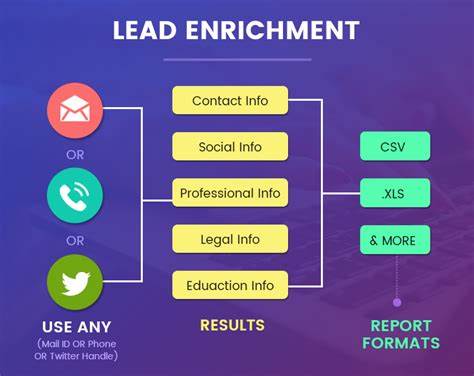 LEAD ENRICHMENT
OR
OR
USE ANY
(Mail ID OR Phone
OR Twitter Handle)
Contact Info
Social Info
Professional Info
Legal Info
Eduaction Info
RESULTS
CSV
.XLS
& MORE
REPORT
FORMATS